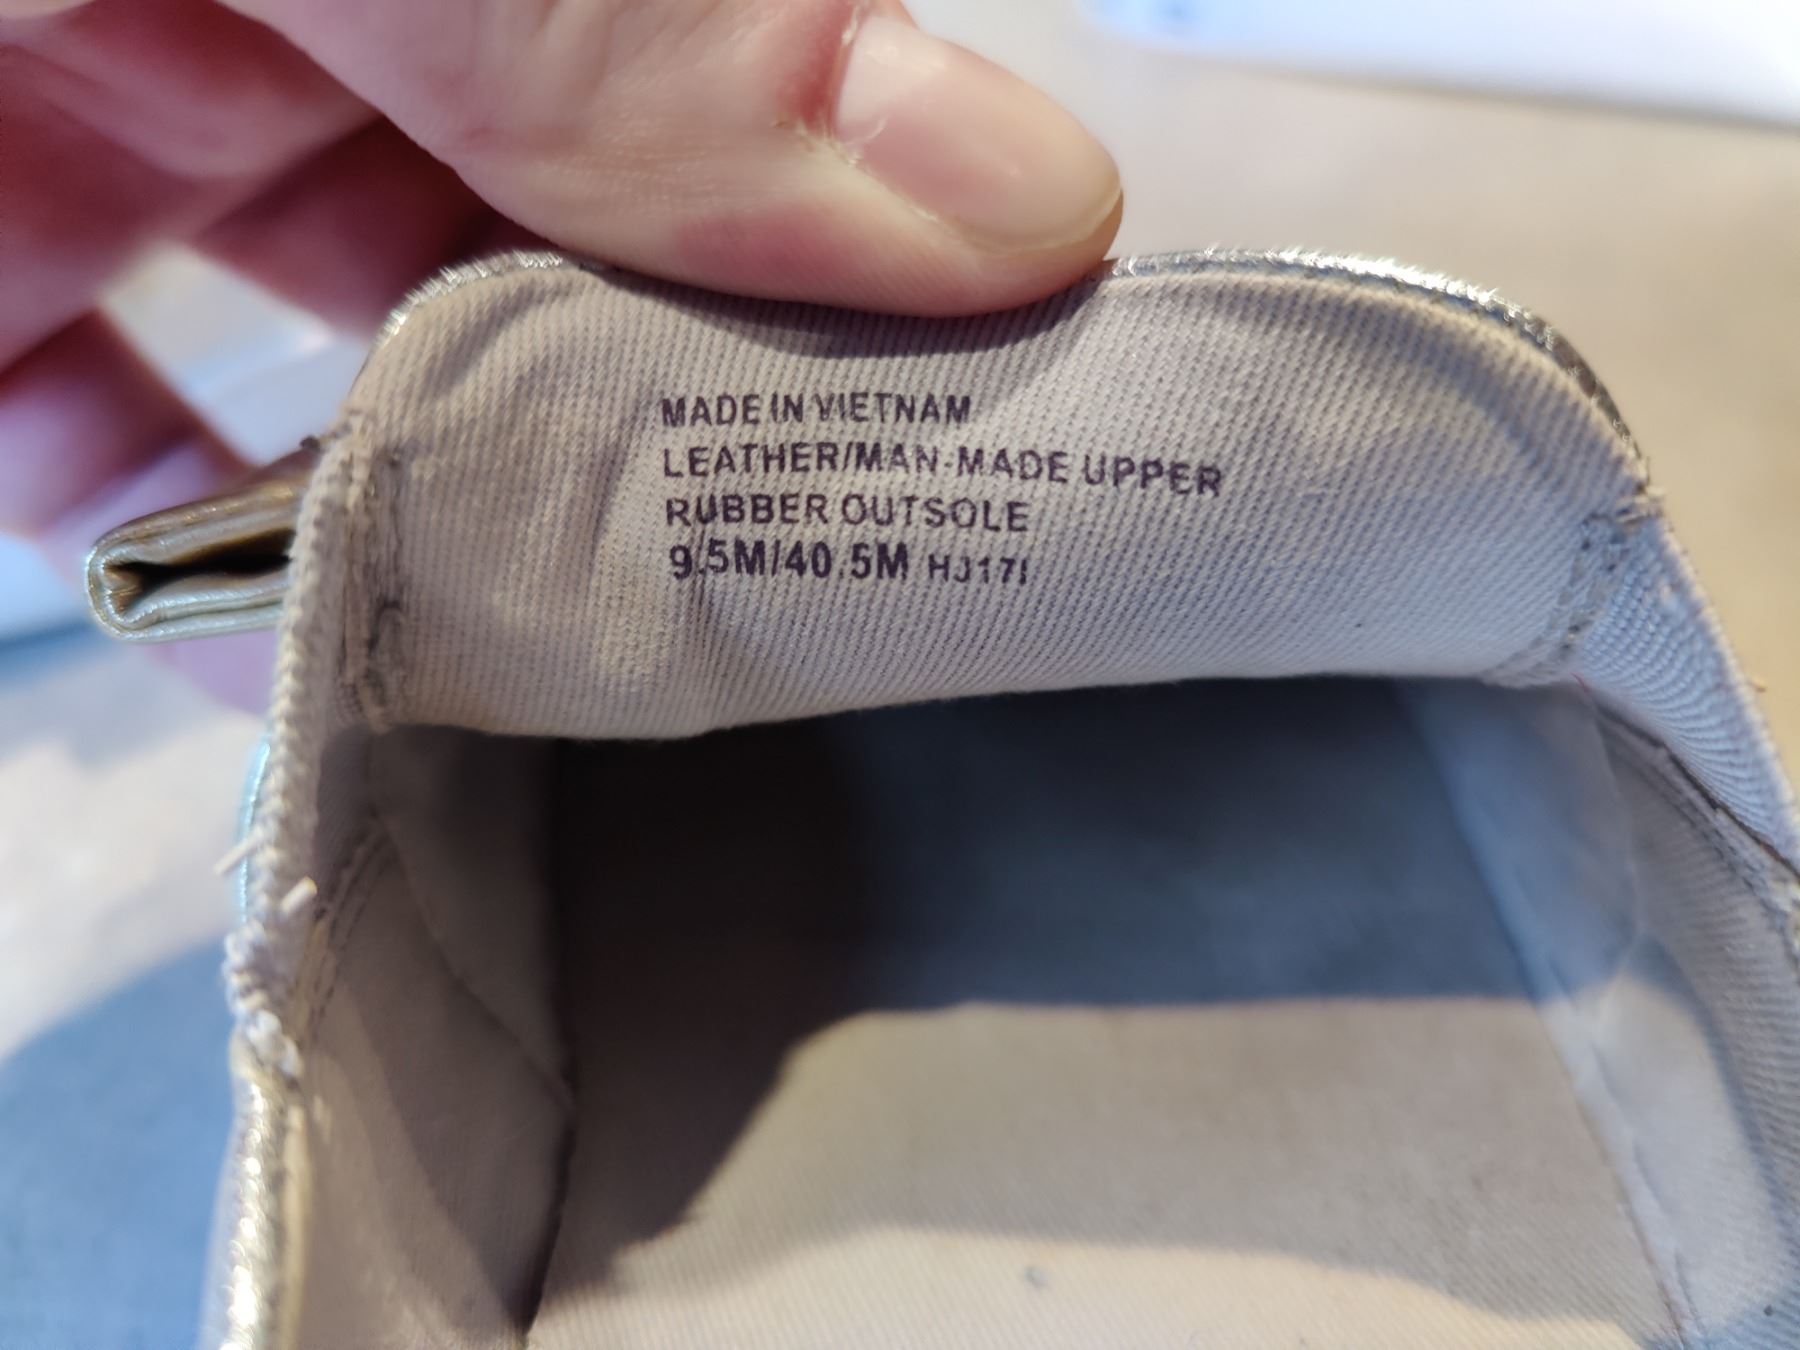 MADE IN VIETNAM
LEATHER/MAN-MADE UPPER
RUBBER OUTSOLE
9.5M/40.5M HJ17I